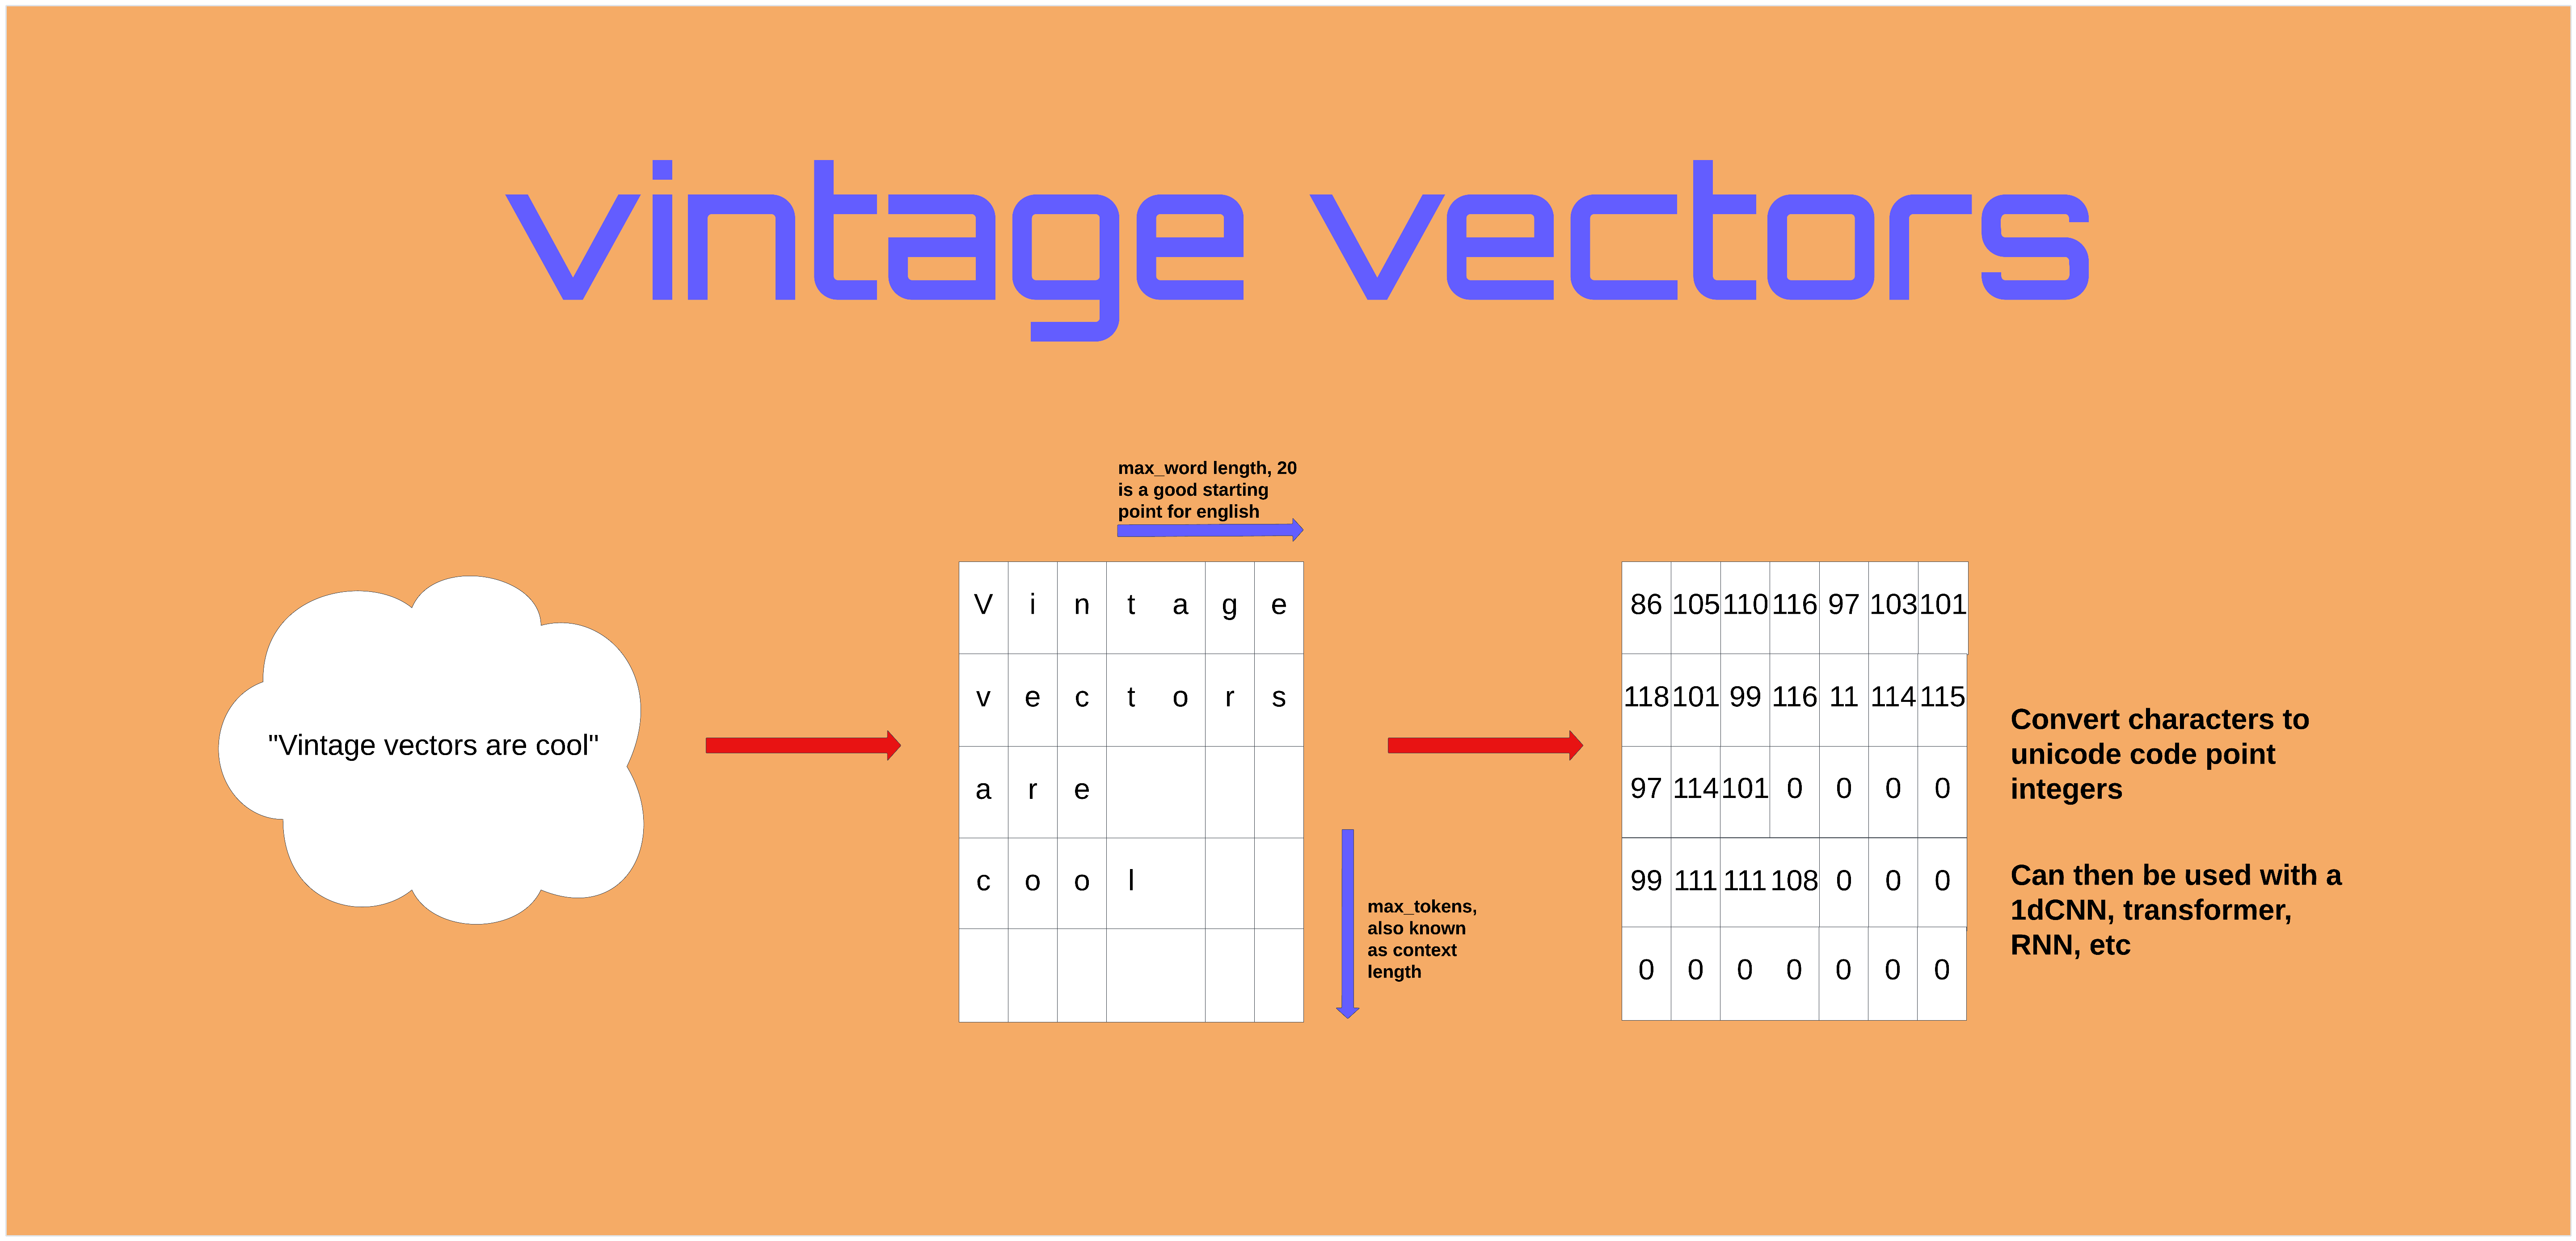 vintage vectors
max_word length, 20
is a good starting
point for english
"Vintage vectors are cool"
V i n t a g e
v e c t o r s
a r e
c o o l
max_tokens,
also known
as context
length
86 105 110 116 97 103 101
118 101 99 116 11 114 115
97 114 101 0 0 0 0
99 111 111 108 0 0 0
0 0 0 0 0 0 0
Convert characters to
unicode code point
integers
Can then be used with a
1dCNN, transformer,
RNN, etc